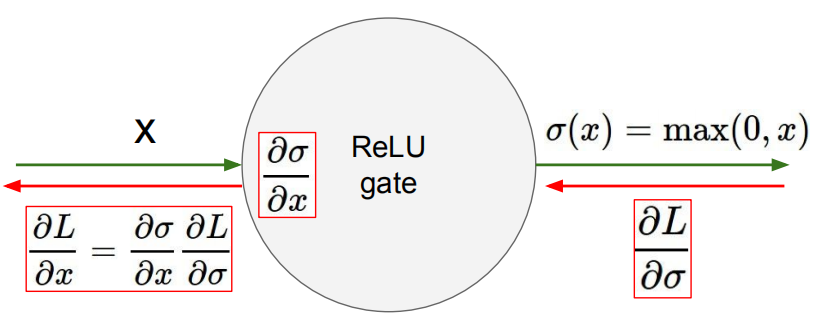 X
ReLU
gate
∂σ/∂x
σ(x) = max(0, x)
∂L/∂x = ∂σ/∂x ∂L/∂σ
∂L/∂σ